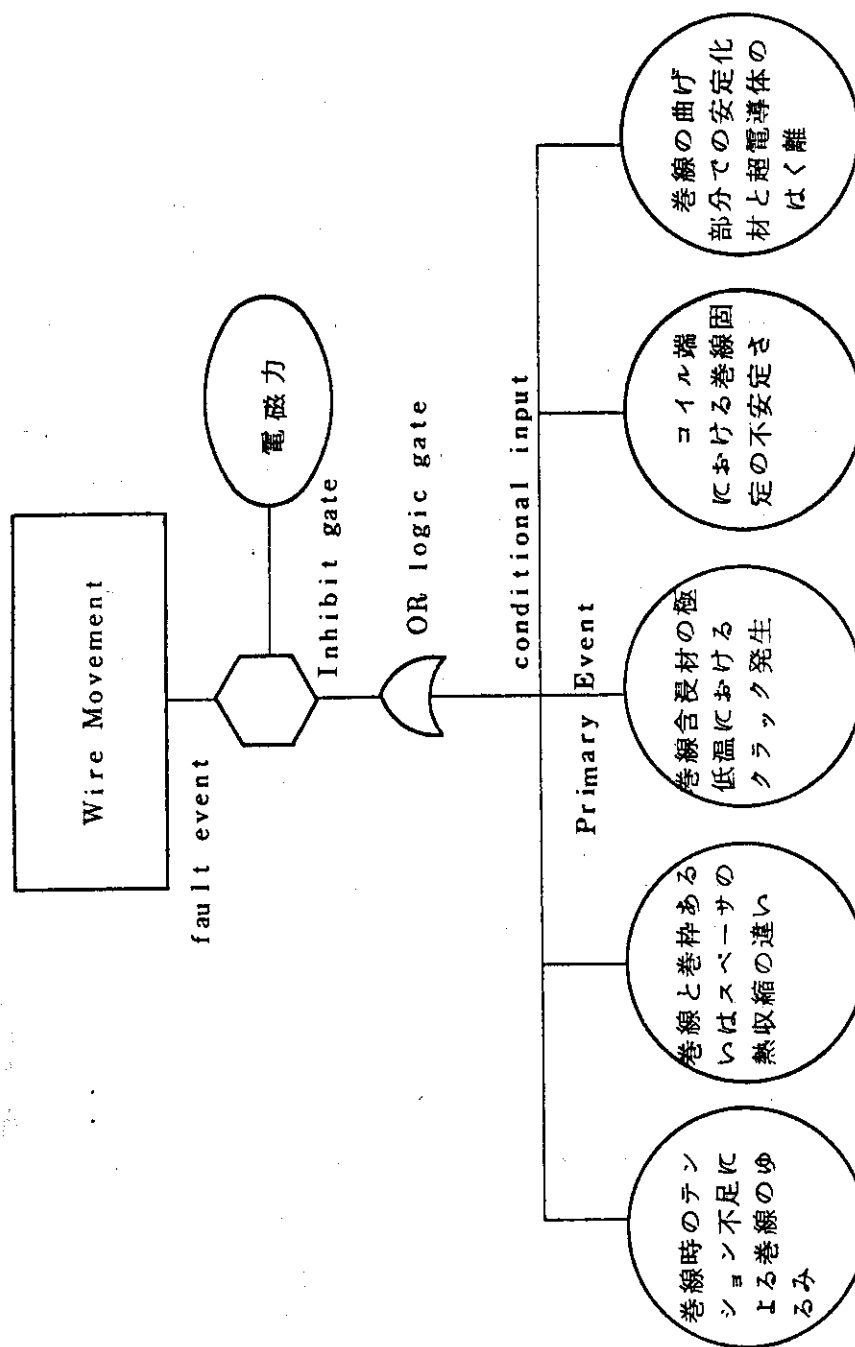 Wire Movement
fault event
電磁力
Inhibit gate
OR logic gate
conditional input
Primary Event
巻線時のテン
ション不足に
よる巻線のゆ
るみ
巻線と巻枠ある
いはスペーサの
熱収縮の違い
巻線含浸材の極
低温における
クラック発生
コイル端
における巻線固
定の不安定さ
巻線の曲げ
部分での安定化
材と超電導体の
はく離